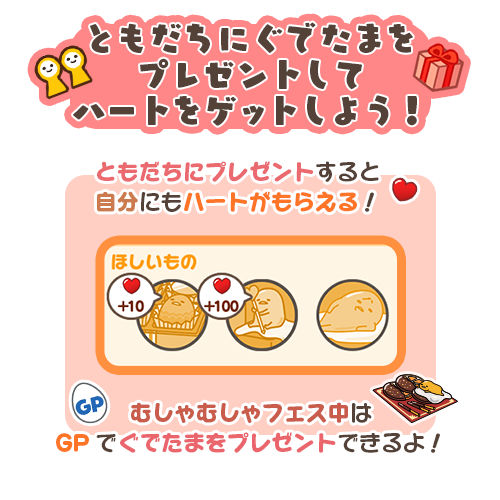 ともだちにぐでたまを
プレゼントして
ハートをゲットしよう！
ともだちにプレゼントすると
自分にもハートがもらえる！
ほしいもの
+10
+100
GP
むしゃむしゃフェス中は
GPでぐでたまをプレゼントできるよ！